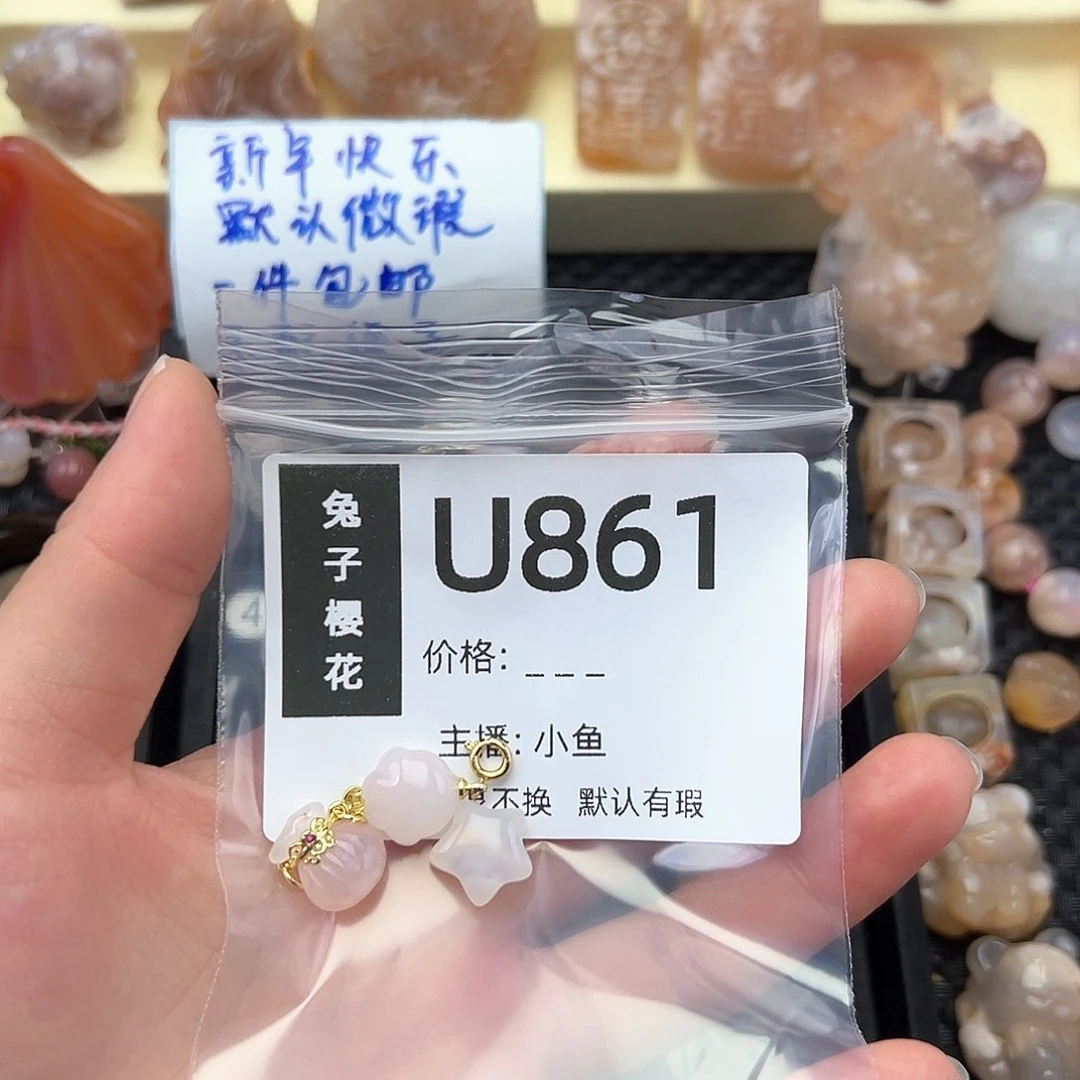 新年快乐
默认微瑕
一件包邮
兔子樱花
U861
价格: _ _ _
主播: 小鱼
不换 默认有瑕